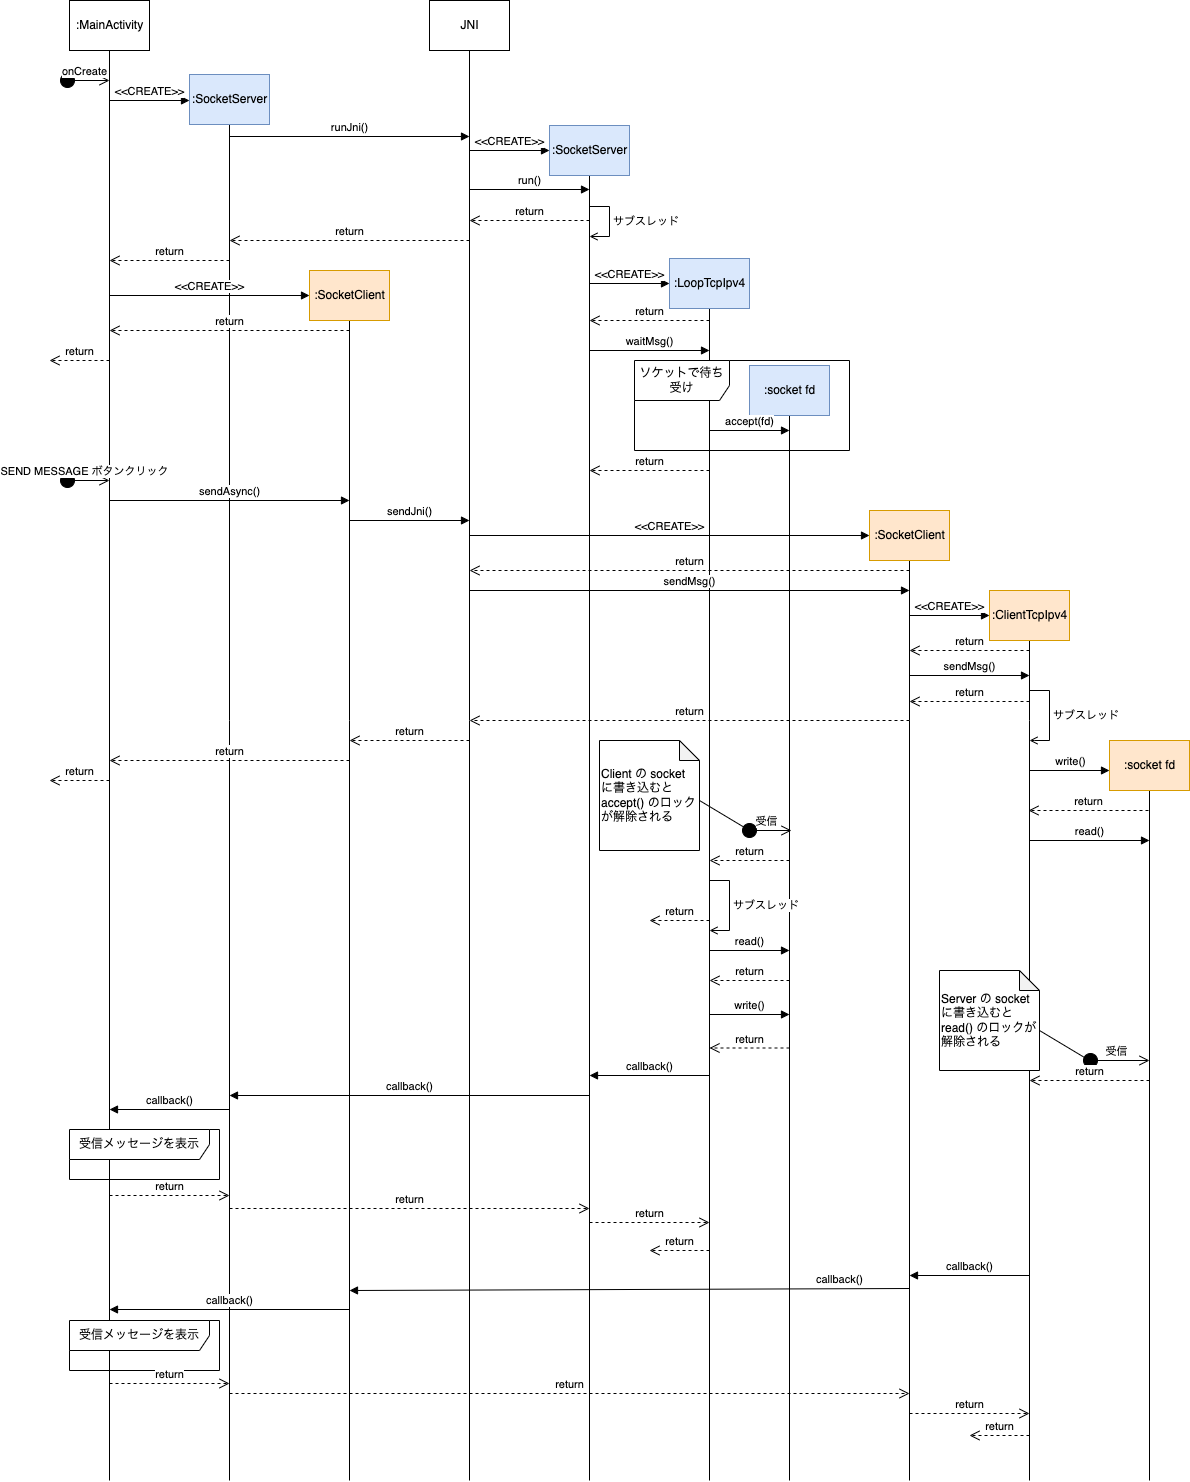 :MainActivity
JNI
onCreate
<<CREATE>>
:SocketServer
runJni()
<<CREATE>>
:SocketServer
run()
return
サブスレッド
return
return
<<CREATE>>
:LoopTcpIpv4
<<CREATE>>
:SocketClient
return
return
waitMsg()
return
ソケットで待ち
受け
:socket fd
accept(fd)
return
SEND MESSAGE ボタンクリック
sendAsync()
sendJni()
<<CREATE>>
:SocketClient
return
sendMsg()
<<CREATE>>
:ClientTcpIpv4
return
sendMsg()
return
サブスレッド
return
return
return
return
write()
:socket fd
Client の socket
に書き込むと
accept() のロック
が解除される
return
受信
read()
return
サブスレッド
return
read()
return
write()
return
Server の socket
に書き込むと
read() のロックが
解除される
受信
return
callback()
callback()
callback()
受信メッセージを表示
return
return
return
return
callback()
callback()
callback()
受信メッセージを表示
return
return
return
return